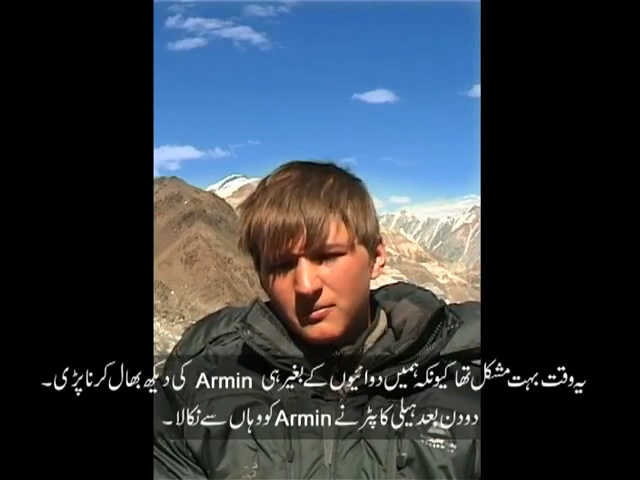 یہ وقت بہت مشکل تھا کیونکہ ہمیں دوائیوں کے بغیر ہی Armin کی دیکھ بھال کرنا پڑی۔
دو دن بعد ہیلی کاپٹر نے Armin کو وہاں سے نکالا۔